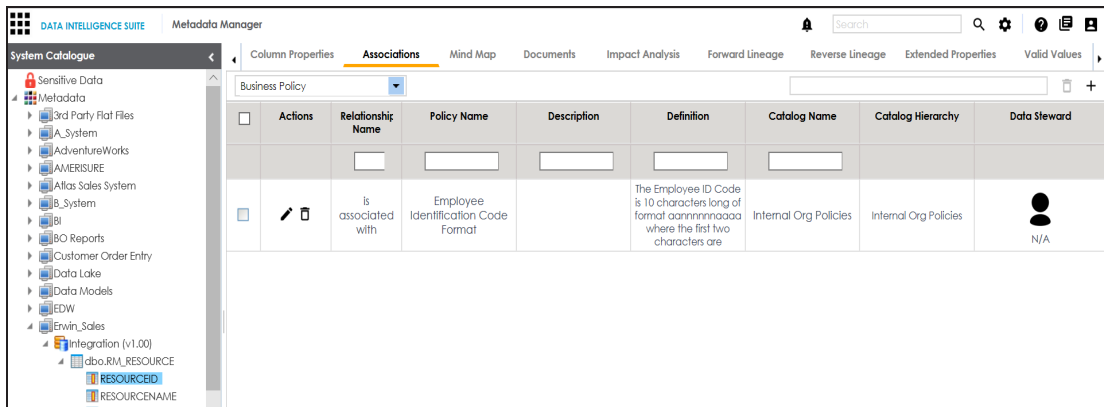 DATA INTELLIGENCE SUITE
Metadata Manager
Search
System Catalogue
Column Properties
Associations
Mind Map
Documents
Impact Analysis
Forward Lineage
Reverse Lineage
Extended Properties
Valid Values
Sensitive Data
Metadata
3rd Party Flat Files
A_System
AdventureWorks
AMERISURE
Atlas Sales System
B_System
BI
BO Reports
Customer Order Entry
Data Lake
Data Models
EDW
Erwin_Sales
Integration (v1.00)
dbo.RM_RESOURCE
RESOURCEID
RESOURCENAME
Business Policy
Actions
Relationship
Name
Policy Name
Description
Definition
Catalog Name
Catalog Hierarchy
Data Steward
is
associated
with
Employee
Identification Code
Format
The Employee ID Code
is 10 characters long of
format aannnnnnaaaa
where the first two
characters are
Internal Org Policies
Internal Org Policies
N/A